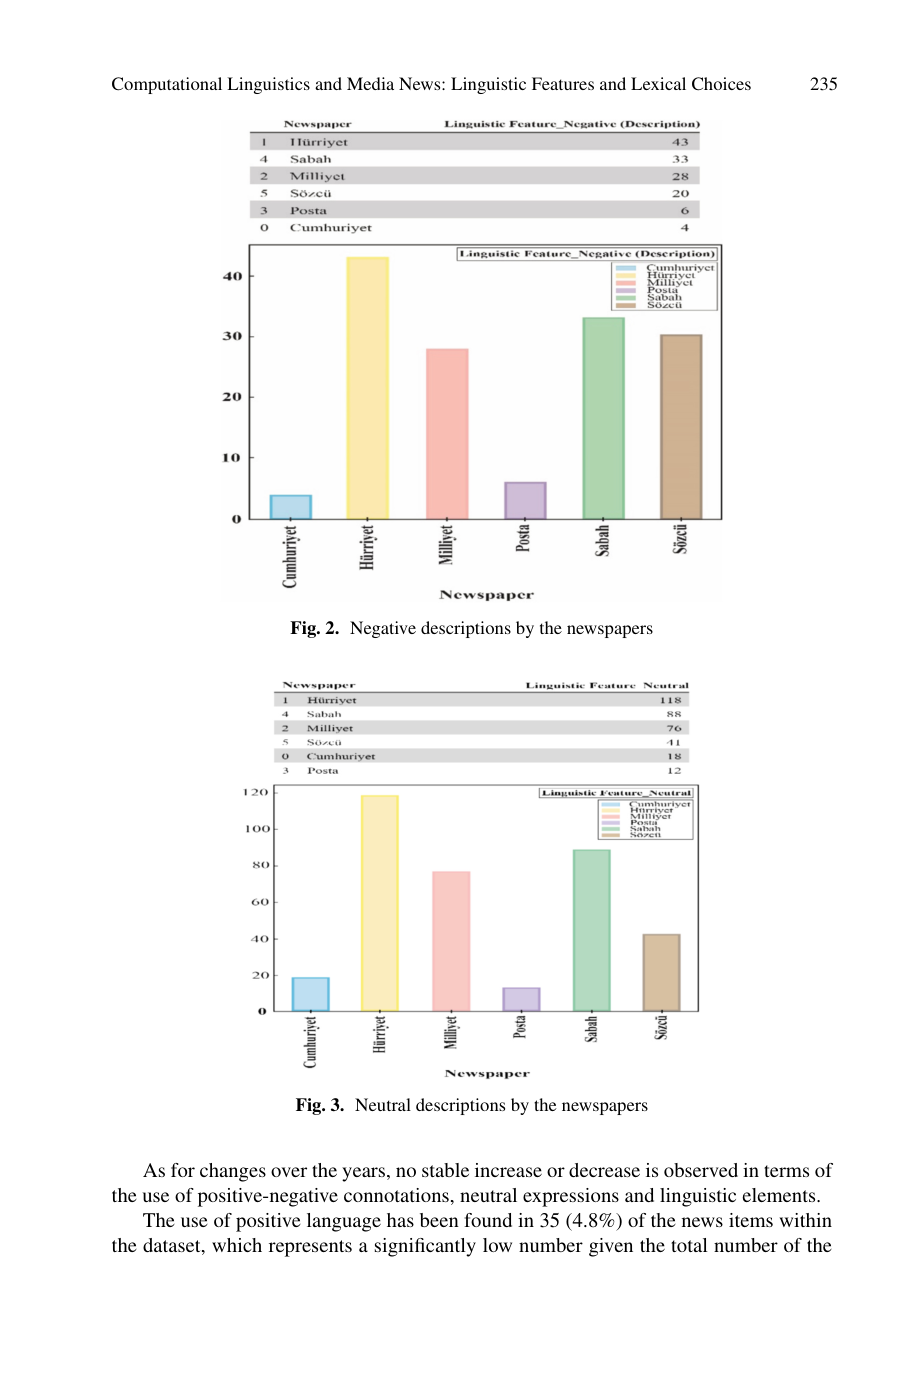 Computational Linguistics and Media News: Linguistic Features and Lexical Choices 235
Newspaper Linguistic Feature_Negative (Description)
1 Hürriyet 43
4 Sabah 33
2 Milliyet 28
5 Sözcü 20
3 Posta 6
0 Cumhuriyet 4
Linguistic Feature_Negative (Description)
Cumhuriyet
Hürriyet
Milliyet
Posta
Sabah
Sözcü
40
30
20
10
0
Cumhuriyet Hürriyet Milliyet Posta Sabah Sözcü
Newspaper
Fig. 2. Negative descriptions by the newspapers
Newspaper Linguistic Feature Neutral
1 Hürriyet 118
4 Sabah 88
2 Milliyet 76
5 Sözcü 41
0 Cumhuriyet 18
3 Posta 12
Linguistic Feature_Neutral
Cumhuriyet
Hürriyet
Milliyet
Posta
Sabah
Sözcü
120
100
80
60
40
20
0
Cumhuriyet Hürriyet Milliyet Posta Sabah Sözcü
Newspaper
Fig. 3. Neutral descriptions by the newspapers
As for changes over the years, no stable increase or decrease is observed in terms of
the use of positive-negative connotations, neutral expressions and linguistic elements.
The use of positive language has been found in 35 (4.8%) of the news items within
the dataset, which represents a significantly low number given the total number of the